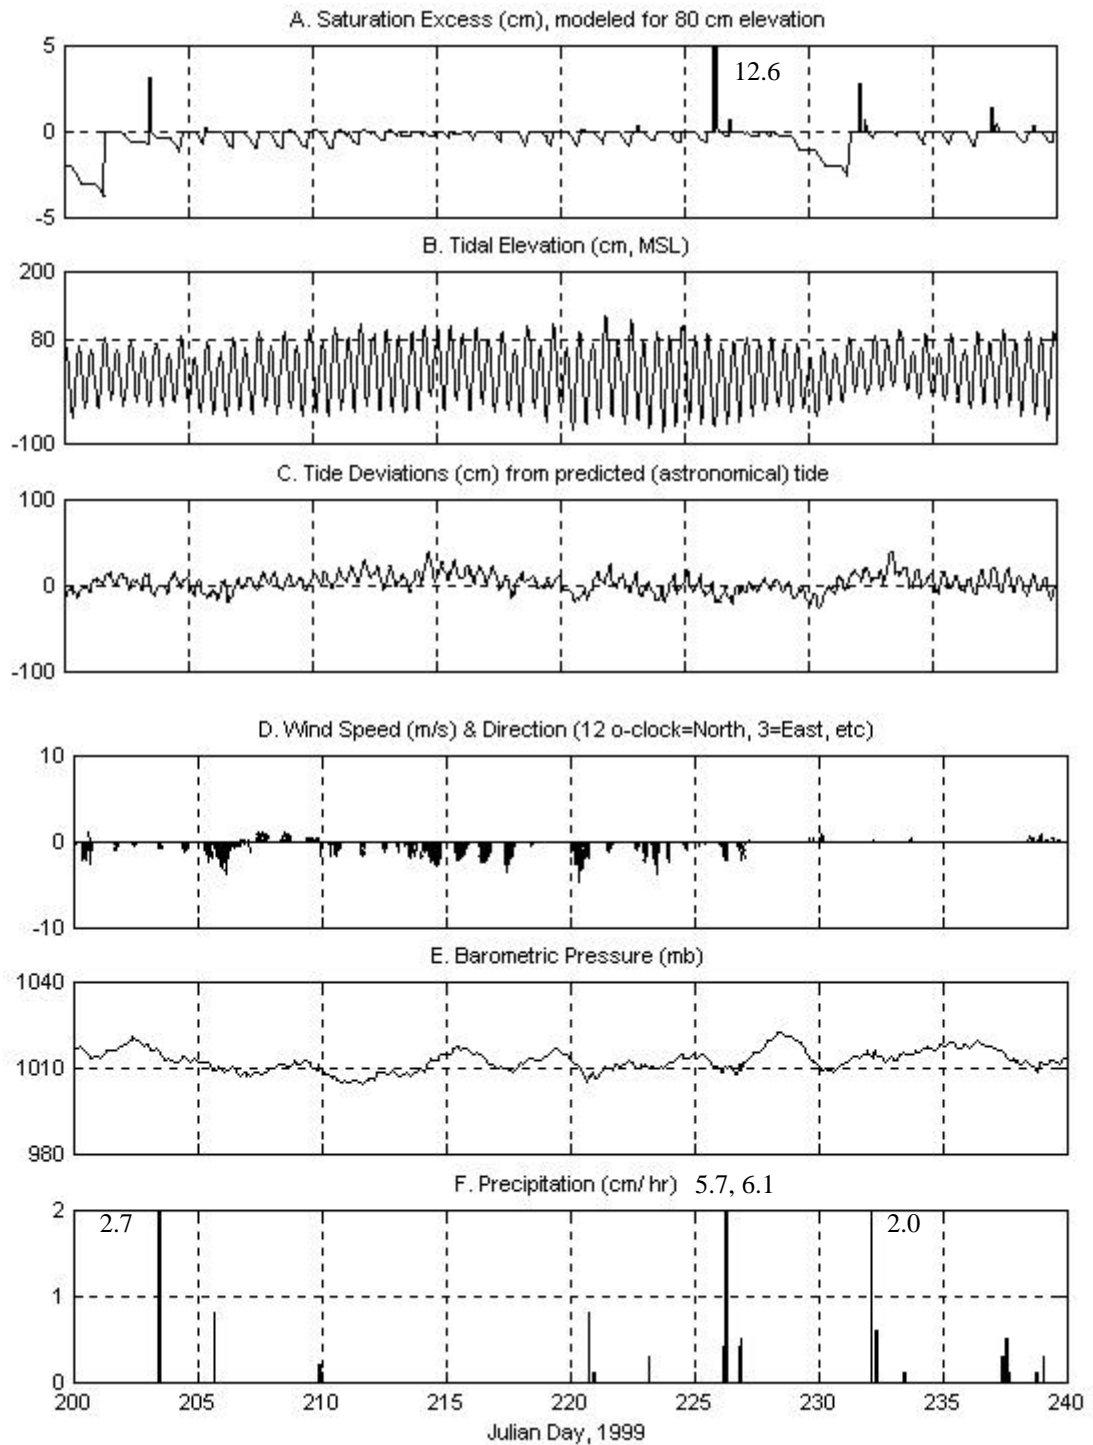 A. Saturation Excess (cm), modeled for 80 cm elevation
5
12.6
0
-5
B. Tidal Elevation (cm, MSL)
200
80
-100
C. Tide Deviations (cm) from predicted (astronomical) tide
100
0
-100
D. Wind Speed (m/s) & Direction (12 o-clock=North, 3=East, etc)
10
0
-10
E. Barometric Pressure (mb)
1040
1010
980
F. Precipitation (cm/ hr) 5.7, 6.1
2
2.7 2.0
1
0
200 205 210 215 220 225 230 235 240
Julian Day, 1999